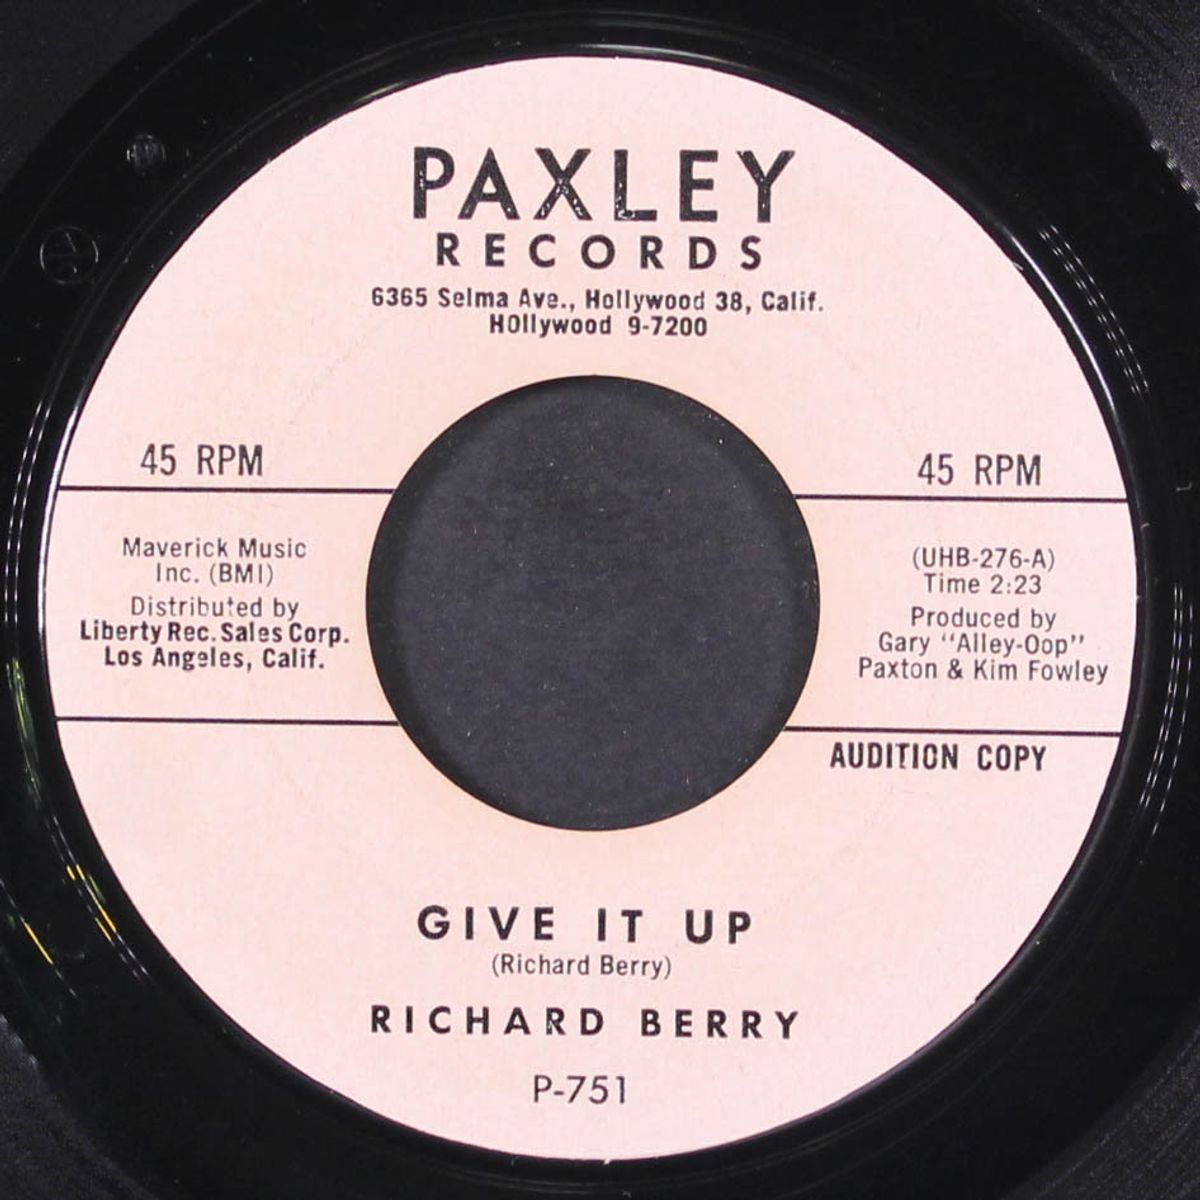 PAXLEY
RECORDS
6365 Selma Ave., Hollywood 38, Calif.
HOllywood 9-7200
45 RPM
45 RPM
Maverick Music
Inc. (BMI)
Distributed by
Liberty Rec. Sales Corp.
Los Angeles, Calif.
(UHB-276-A)
Time 2:23
Produced by
Gary "Alley-Oop"
Paxton & Kim Fowley
AUDITION COPY
GIVE IT UP
(Richard Berry)
RICHARD BERRY
P-751